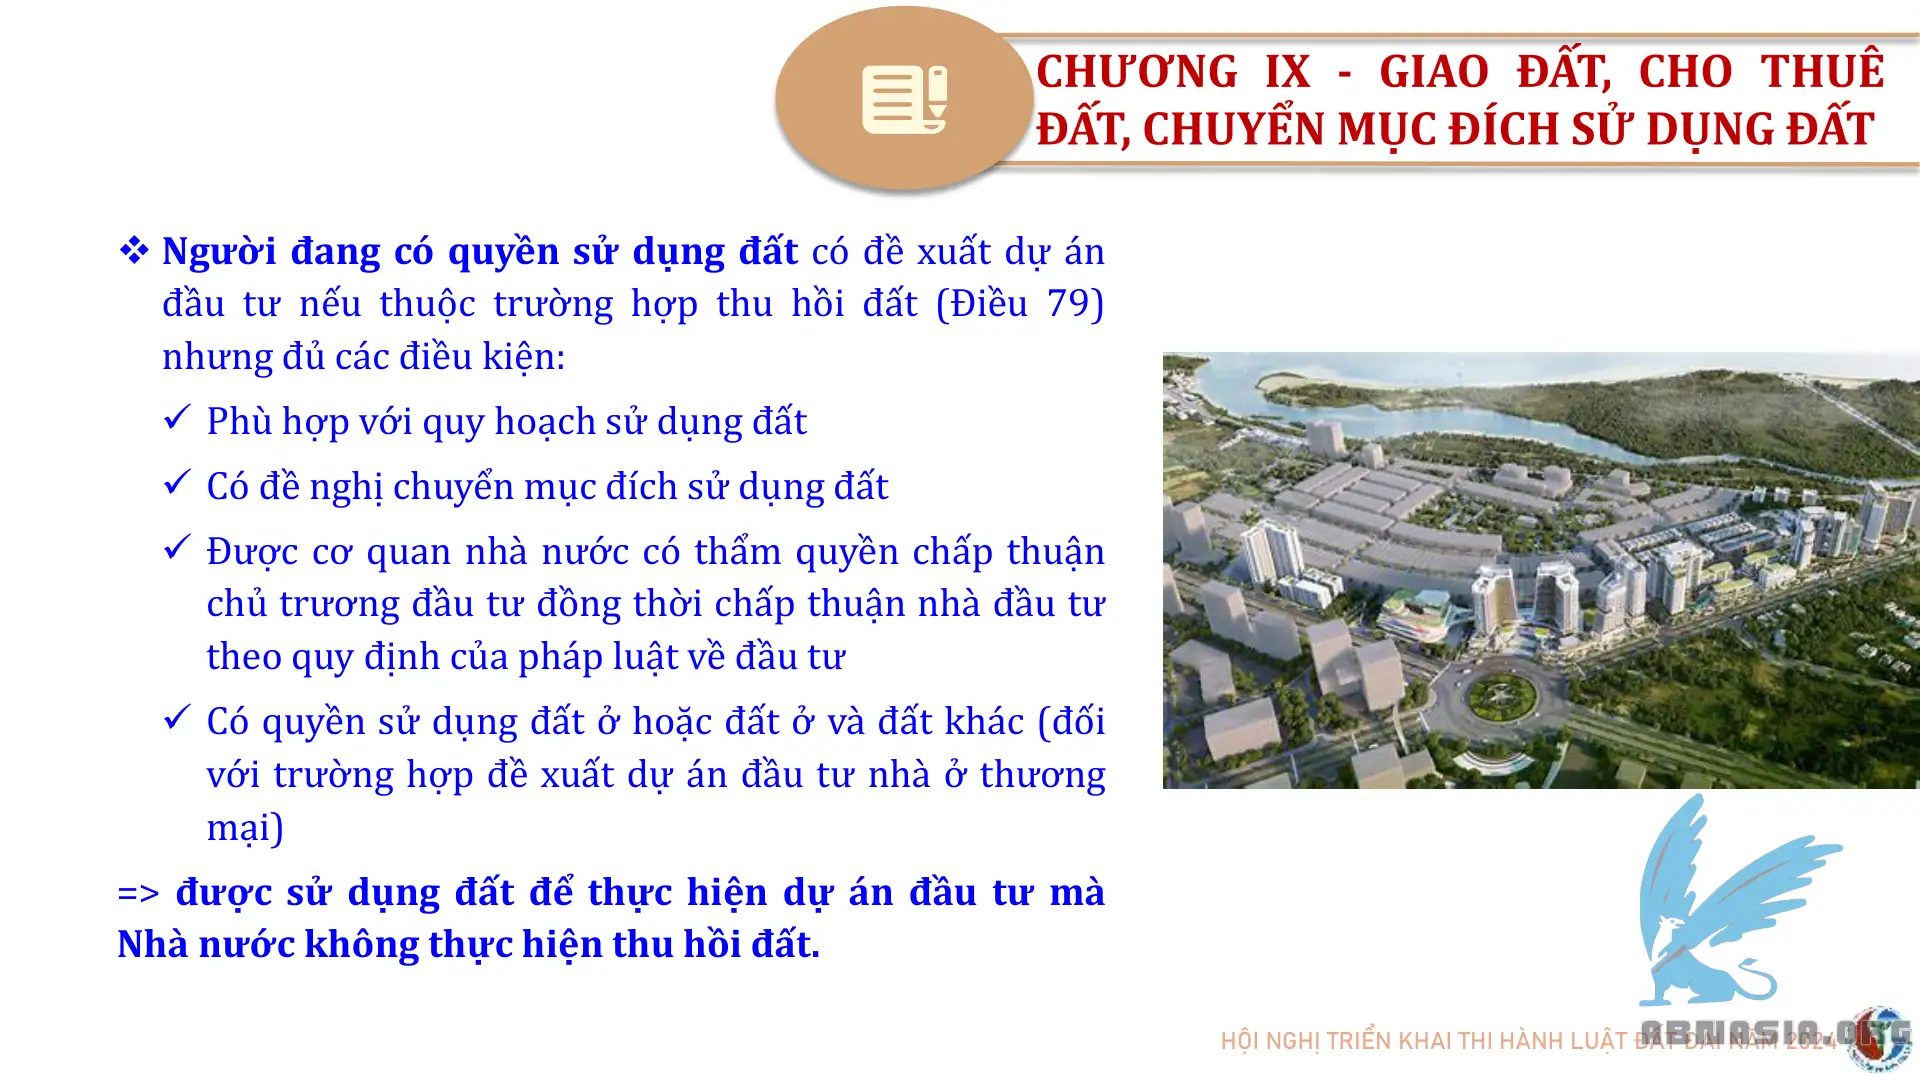 CHƯƠNG IX - GIAO ĐẤT, CHO THUÊ
ĐẤT, CHUYỂN MỤC ĐÍCH SỬ DỤNG ĐẤT
❖ Người đang có quyền sử dụng đất có đề xuất dự án
đầu tư nếu thuộc trường hợp thu hồi đất (Điều 79)
nhưng đủ các điều kiện:
✓ Phù hợp với quy hoạch sử dụng đất
✓ Có đề nghị chuyển mục đích sử dụng đất
✓ Được cơ quan nhà nước có thẩm quyền chấp thuận
chủ trương đầu tư đồng thời chấp thuận nhà đầu tư
theo quy định của pháp luật về đầu tư
✓ Có quyền sử dụng đất ở hoặc đất ở và đất khác (đối
với trường hợp đề xuất dự án đầu tư nhà ở thương
mại)
=> được sử dụng đất để thực hiện dự án đầu tư mà
Nhà nước không thực hiện thu hồi đất.
HỘI NGHỊ TRIỂN KHAI THI HÀNH LUẬT ĐẤT ĐAI NĂM 2024
ABMASIA.ORG